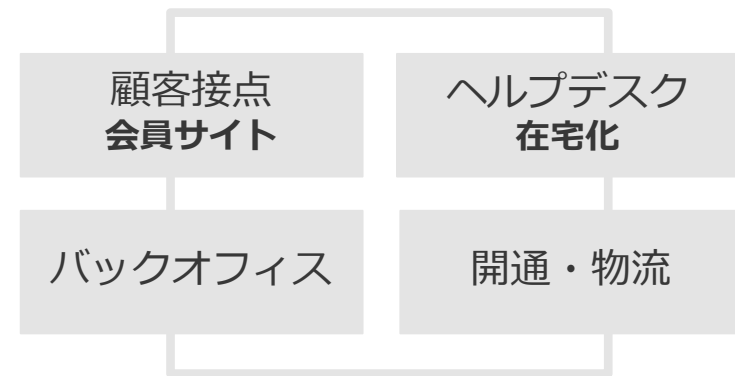 顧客接点
会員サイト
ヘルプデスク
在宅化
バックオフィス
開通・物流